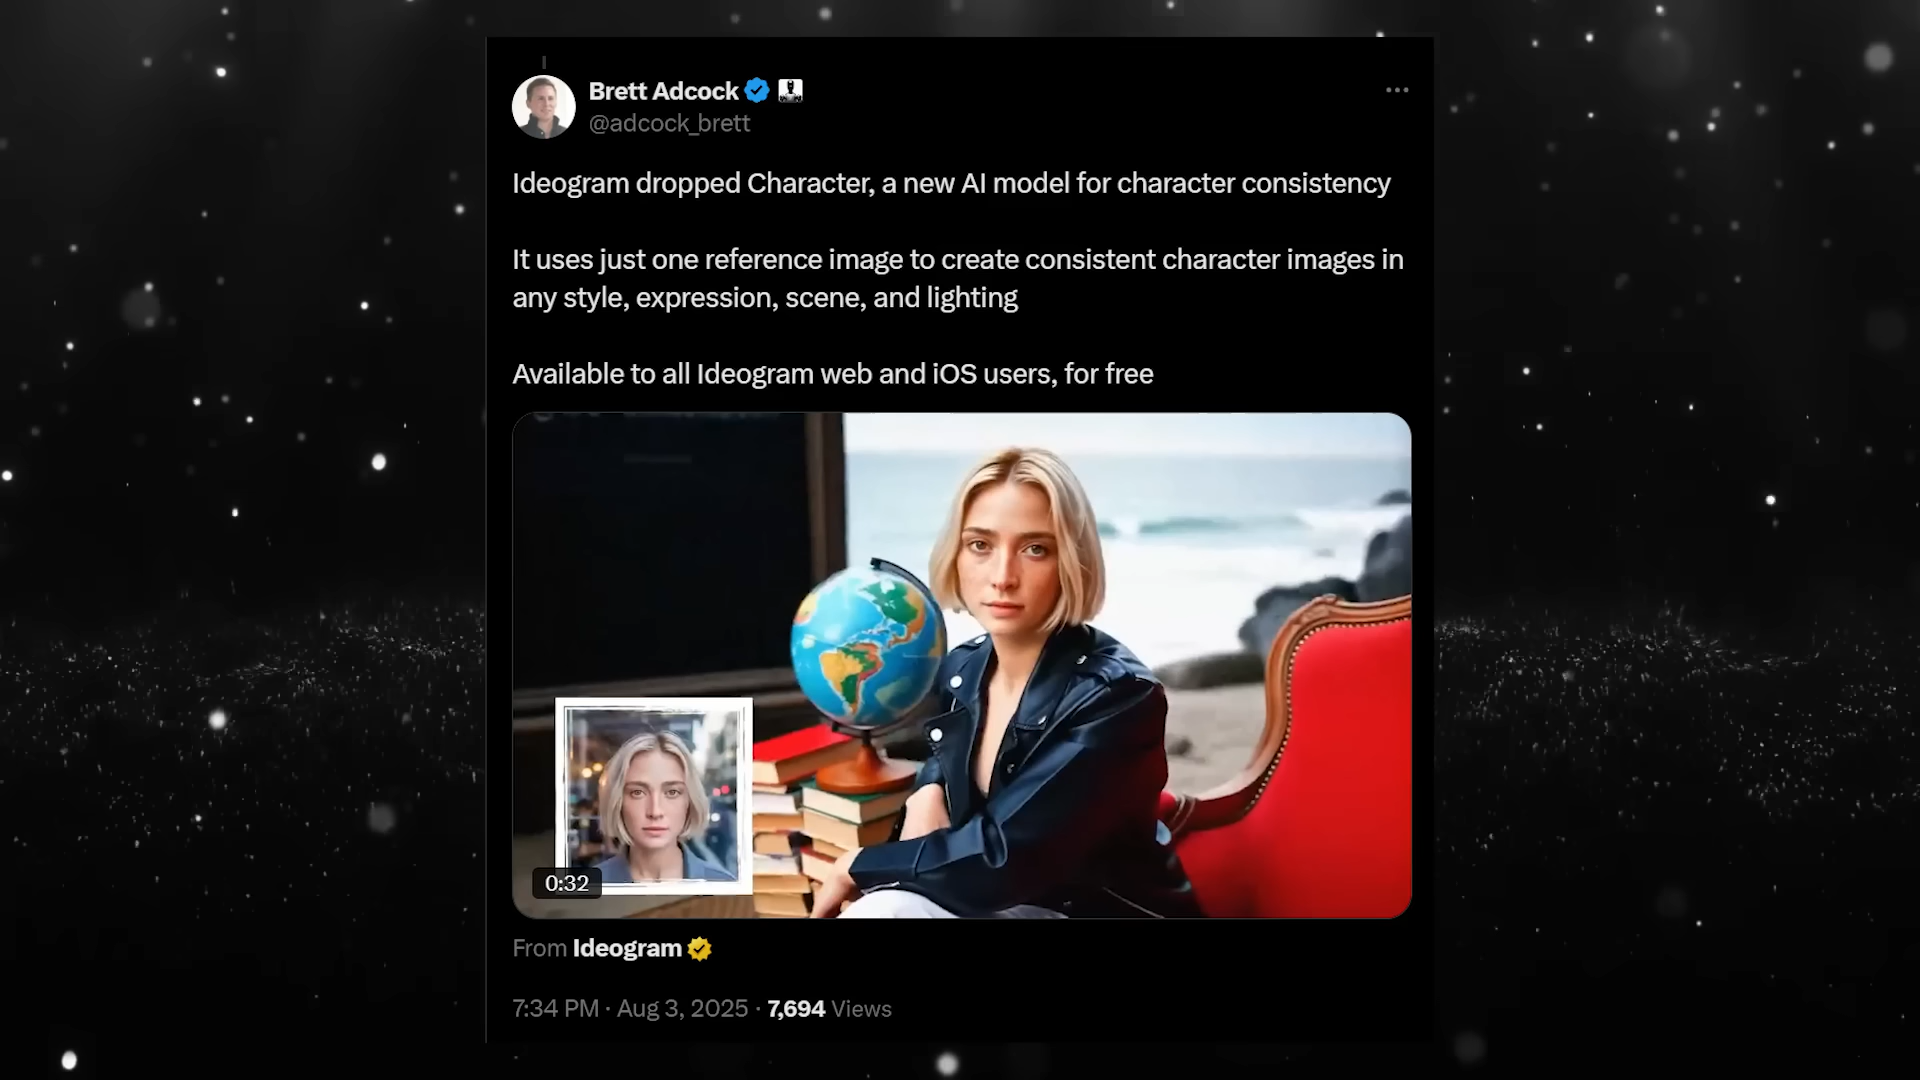 Brett Adcock
@adcock_brett
Ideogram dropped Character, a new AI model for character consistency
It uses just one reference image to create consistent character images in
any style, expression, scene, and lighting
Available to all Ideogram web and iOS users, for free
0:32
From Ideogram
7:34 PM · Aug 3, 2025 · 7,694 Views